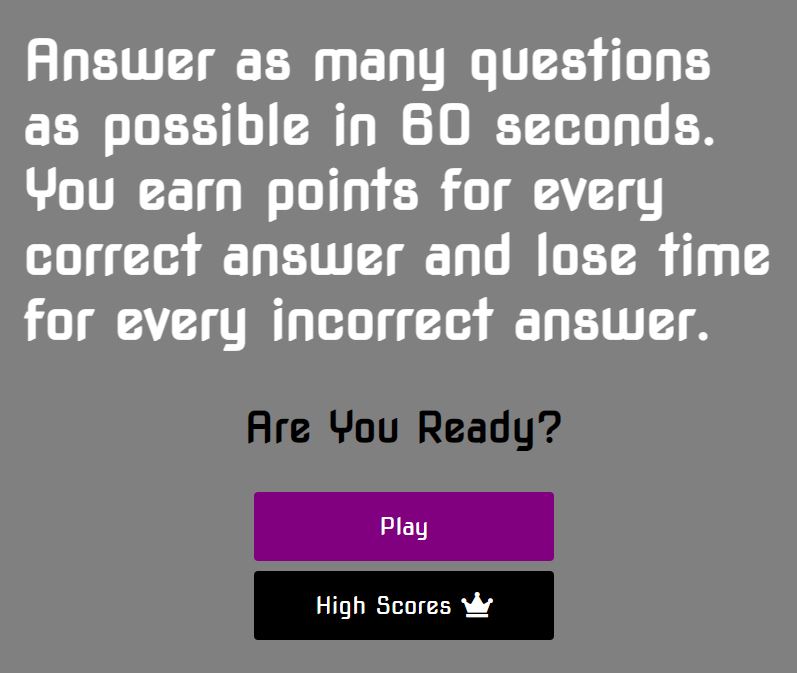 Answer as many questions
as possible in 60 seconds.
You earn points for every
correct answer and lose time
for every incorrect answer.
Are You Ready?
Play
High Scores